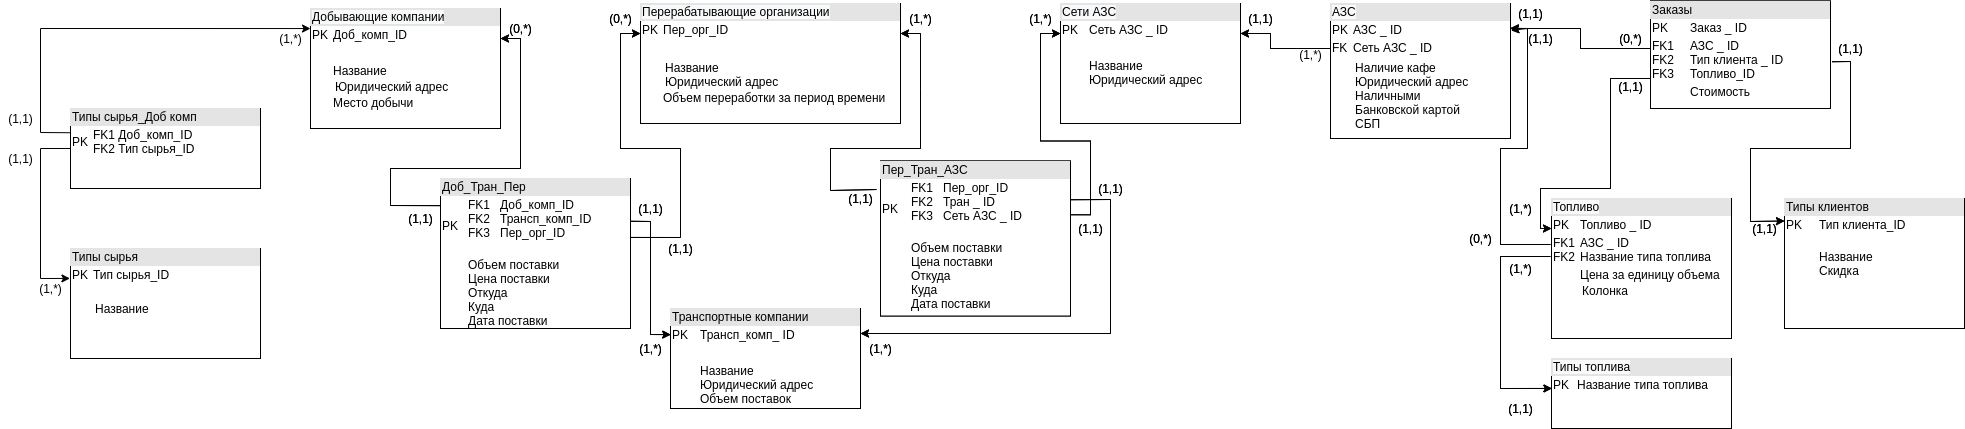 Добывающие компании
PK Доб_комп_ID
Название
Юридический адрес
Место добычи
(1,*)
(0,*)
Перерабатывающие организации
PK Пер_орг_ID
Название
Юридический адрес
Объем переработки за период времени
(0,*)
(1,*)
Сети АЗС
PK Сеть АЗС _ ID
Название
Юридический адрес
(1,*)
(1,1)
АЗС
PK АЗС _ ID
FK Сеть АЗС _ ID
Наличие кафе
Юридический адрес
Наличными
Банковской картой
СБП
(1,*)
(1,1)
(1,1)
Заказы
PK Заказ _ ID
FK1 АЗС _ ID
FK2 Тип клиента _ ID
FK3 Топливо_ID
Стоимость
(0,*)
(1,1)
(1,1)
Типы сырья_Доб комп
PK
FK1 Доб_комп_ID
FK2 Тип сырья_ID
(1,1)
(1,1)
Типы сырья
PK Тип сырья_ID
Название
(1,*)
Доб_Тран_Пер
PK
FK1 Доб_комп_ID
FK2 Трансп_комп_ID
FK3 Пер_орг_ID
Объем поставки
Цена поставки
Откуда
Куда
Дата поставки
(1,1)
(1,1)
(1,1)
Пер_Тран_АЗС
PK
FK1 Пер_орг_ID
FK2 Тран _ ID
FK3 Сеть АЗС _ ID
Объем поставки
Цена поставки
Откуда
Куда
Дата поставки
(1,1)
(1,1)
(1,1)
Транспортные компании
PK Трансп_комп_ ID
Название
Юридический адрес
Объем поставок
(1,*)
(1,*)
Топливо
PK Топливо _ ID
FK1 АЗС _ ID
FK2 Название типа топлива
Цена за единицу объема
Колонка
(1,*)
(0,*)
(1,*)
Типы клиентов
PK Тип клиента_ID
Название
Скидка
(1,1)
Типы топлива
PK Название типа топлива
(1,1)